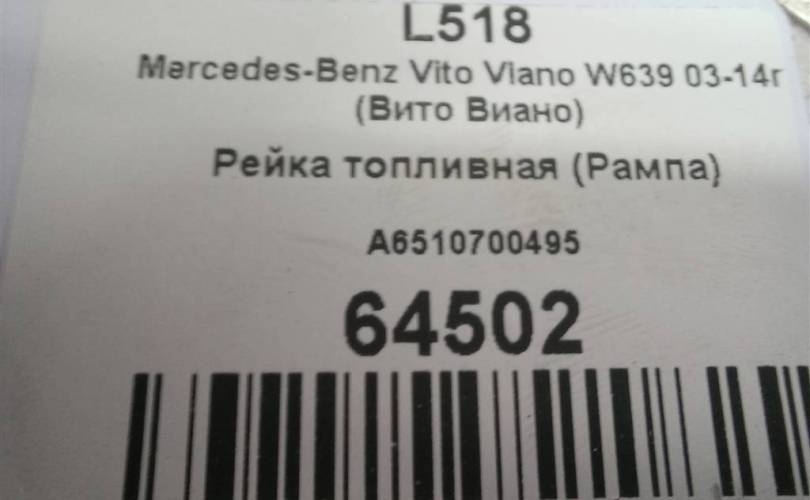 L518
Mercedes-Benz Vito Viano W639 03-14г
(Вито Виано)
Рейка топливная (Рампа)
A6510700495
64502